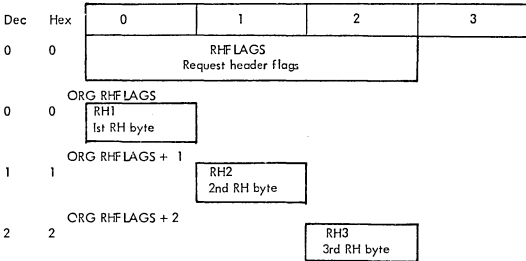 Dec Hex 0 1 2 3
0 0 RHFLAGS
Request header flags
ORG RHFLAGS
0 0 RH1
1st RH byte
ORG RHFLAGS + 1
1 1 RH2
2nd RH byte
ORG RHFLAGS + 2
2 2 RH3
3rd RH byte